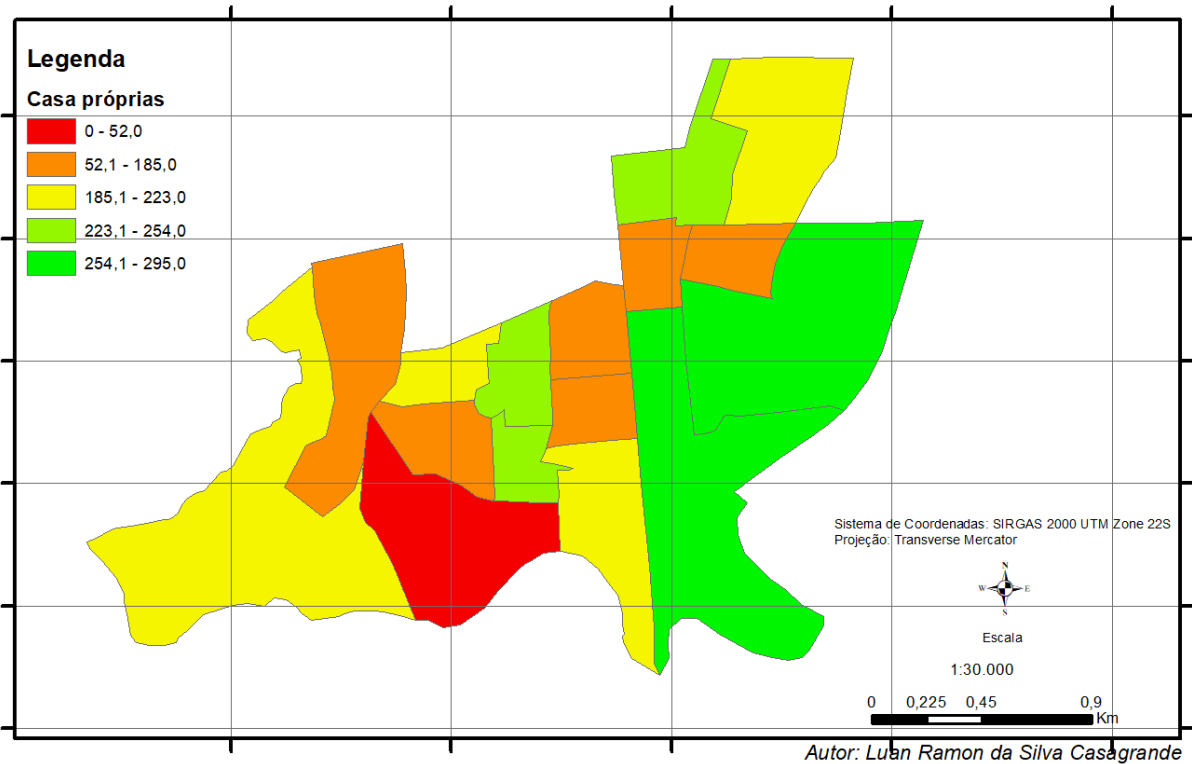 Legenda
Casa próprias
0 - 52,0
52,1 - 185,0
185,1 - 223,0
223,1 - 254,0
254,1 - 295,0
Sistema de Coordenadas: SIRGAS 2000 UTM Zone 22S
Projeção: Transverse Mercator
N
W E
S
Escala
1:30.000
0 0,225 0,45 0,9
Km
Autor: Luan Ramon da Silva Casagrande